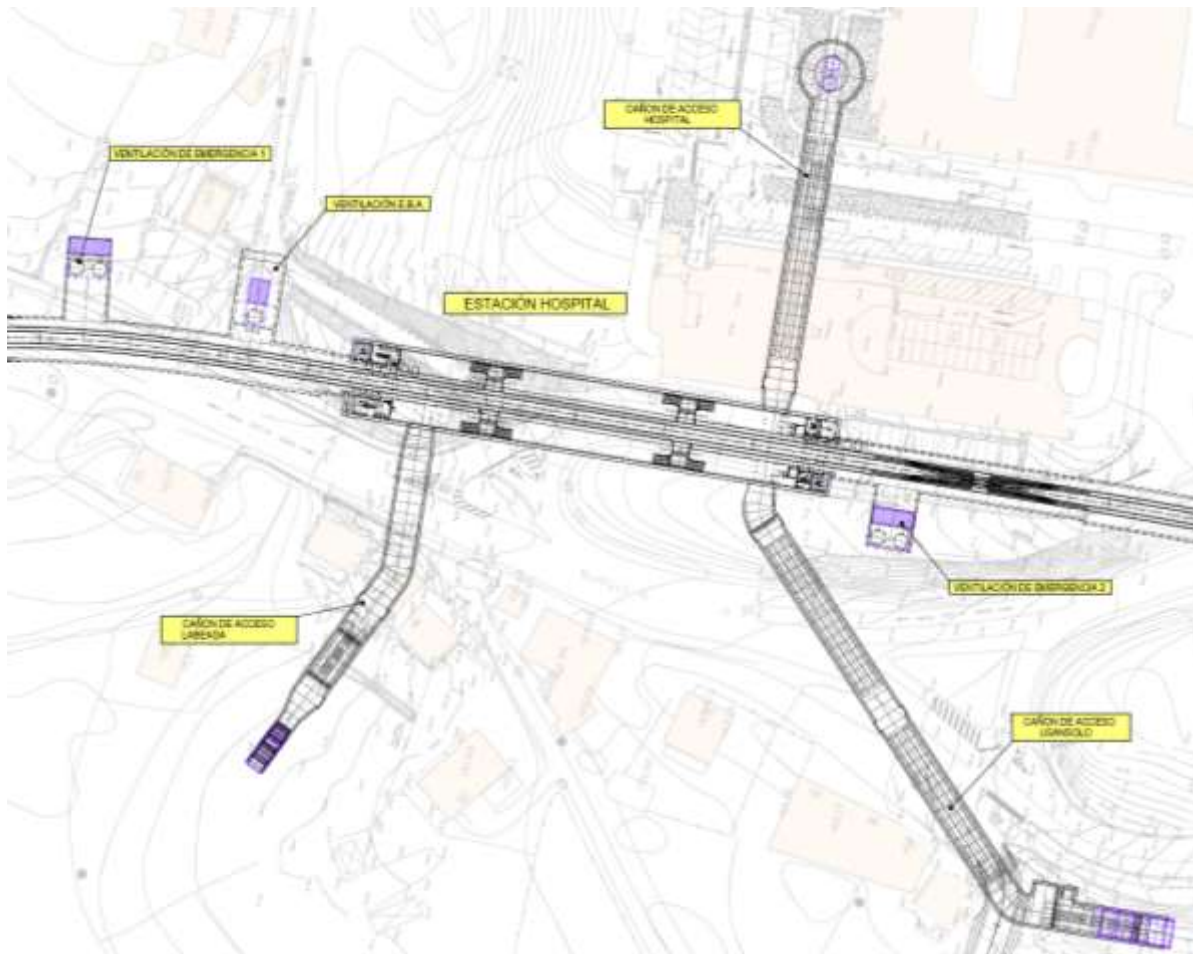 CAÑON DE ACCESO
HOSPITAL
VENTILACIÓN DE EMERGENCIA 1
VENTILACIÓN E.B.A.
ESTACIÓN HOSPITAL
VENTILACIÓN DE EMERGENCIA 2
CAÑON DE ACCESO
LABEAGA
CAÑON DE ACCESO
USANSOLO